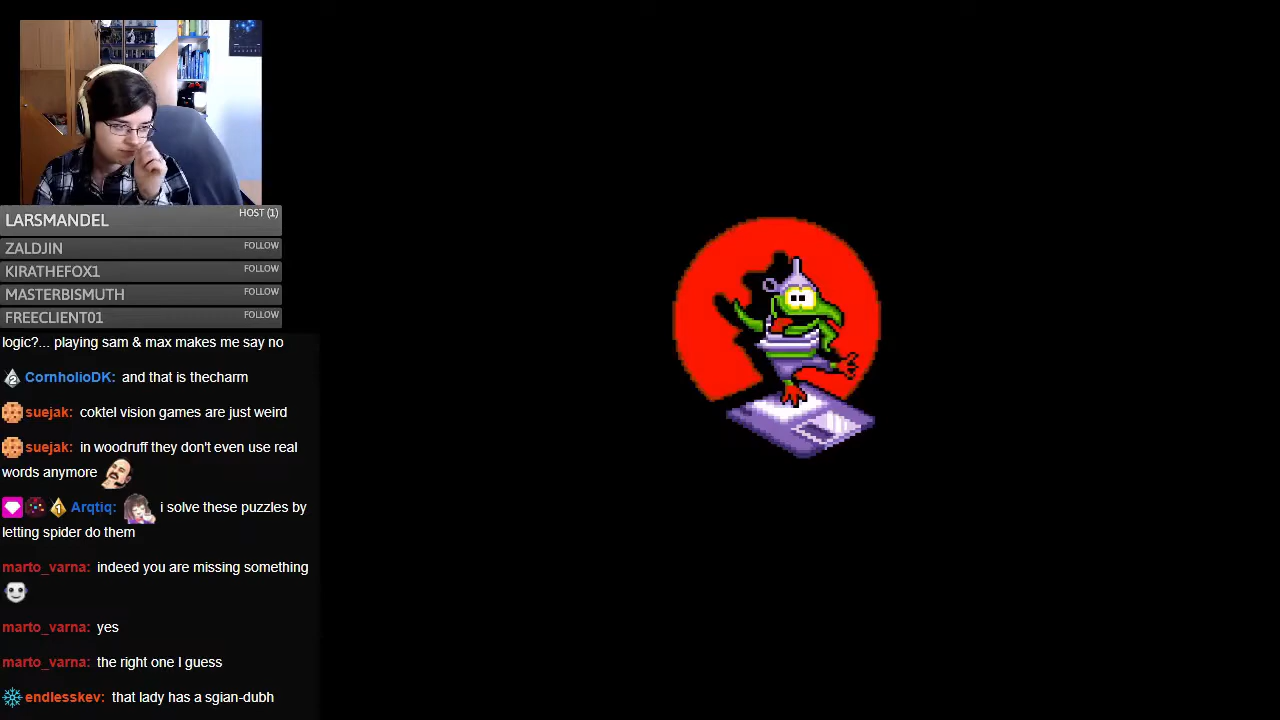 LARSMANDEL HOST (1)
ZALDJIN FOLLOW
KIRATHEFOX1 FOLLOW
MASTERBISMUTH FOLLOW
FREECLIENT01 FOLLOW
logic?... playing sam & max makes me say no
CornholioDK: and that is thecharm
suejak: coktel vision games are just weird
suejak: in woodruff they don't even use real
words anymore
Arqtiq: i solve these puzzles by
letting spider do them
marto_varna: indeed you are missing something
marto_varna: yes
marto_varna: the right one I guess
endlesskev: that lady has a sgian-dubh